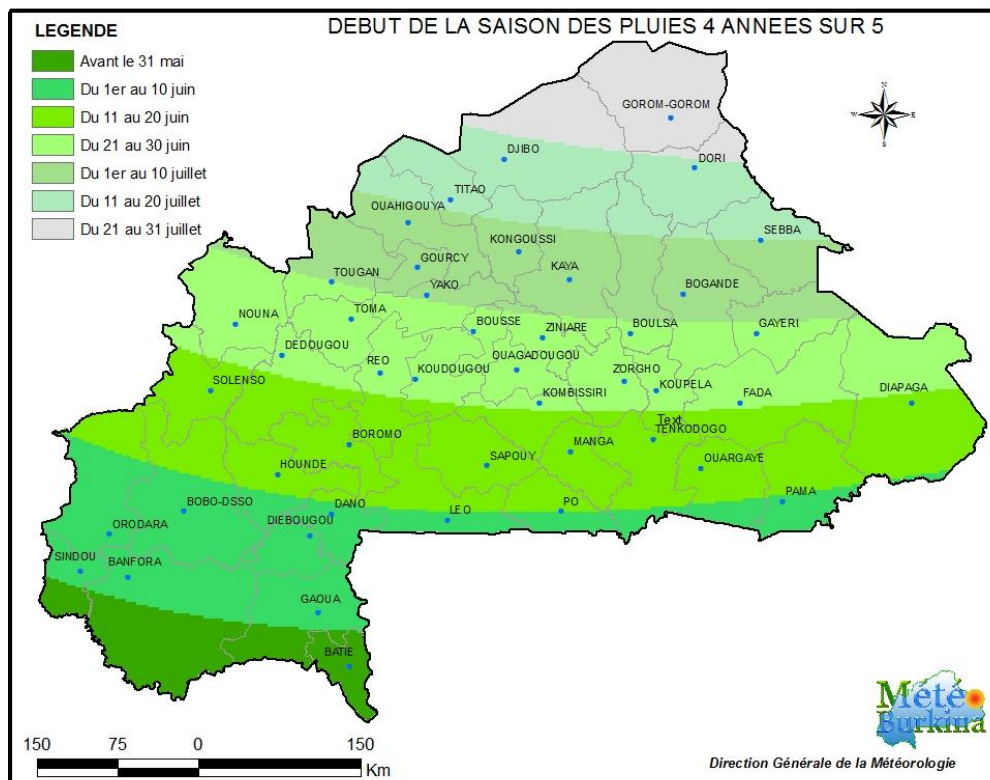 DEBUT DE LA SAISON DES PLUIES 4 ANNEES SUR 5
LEGENDE
Avant le 31 mai
Du 1er au 10 juin
Du 11 au 20 juin
Du 21 au 30 juin
Du 1er au 10 juillet
Du 11 au 20 juillet
Du 21 au 31 juillet
GOROM-GOROM
DJIBO
DORI
TITAO
OUAHIGOUYA
SEBBA
KONGOUSSI
GOURCY
KAYA
TOUGAN
YAKO
BOGANDE
NOUNA
TOMA
BOUSSE
ZINIARE
BOULSA
GAYERI
DEDOUGOU
OUAGADOUGOU
REO
KOUDOUGOU
ZORGHO
SOLENSO
KOMBISSIRI
KOUPELA
FADA
DIAPAGA
Text
TENKODOGO
BOROMO
MANGA
SAPOUY
OUARGAYE
HOUNDE
PAMA
BOBO-DSSO
DANO
PO
LEO
DIEBOUGOU
ORODARA
SINDOU
BANFORA
GAOUA
BATIE
N
W
E
S
Mété
Burkina
150 75 0 150
Km
Direction Générale de la Météorologie